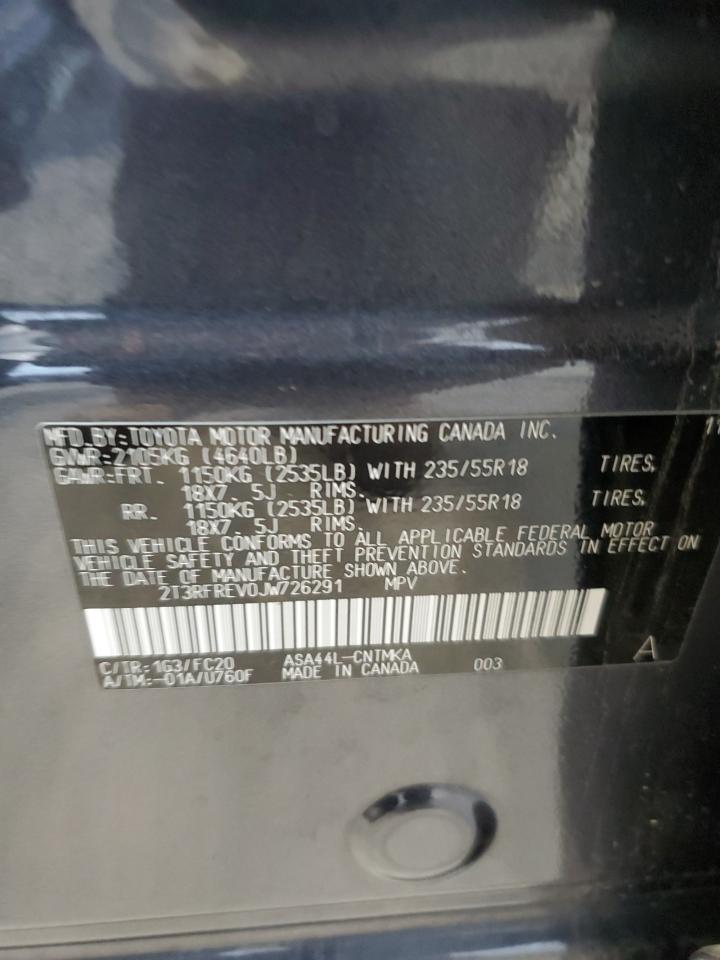 MFD.BY:TOYOTA MOTOR MANUFACTURING CANADA INC. 11
GVWR:2105KG (4640LB)
GAWR:FRT. 1150KG (2535LB) WITH 235/55R18 TIRES,
18X7.5J RIMS.
RR. 1150KG (2535LB) WITH 235/55R18 TIRES,
18X7.5J RIMS.
THIS VEHICLE CONFORMS TO ALL APPLICABLE FEDERAL MOTOR
VEHICLE SAFETY AND THEFT PREVENTION STANDARDS IN EFFECT ON
THE DATE OF MANUFACTURE SHOWN ABOVE.
2T3RFREV0JW726291 MPV
C/TR:1G3/FC20 ASA44L-CNTMKA 003 A
A/TM:-01A/U760F MADE IN CANADA